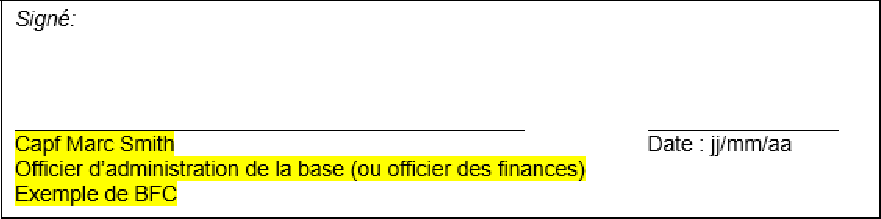 Signé:
Capf Marc Smith
Date : jj/mm/aa
Officier d'administration de la base (ou officier des finances)
Exemple de BFC